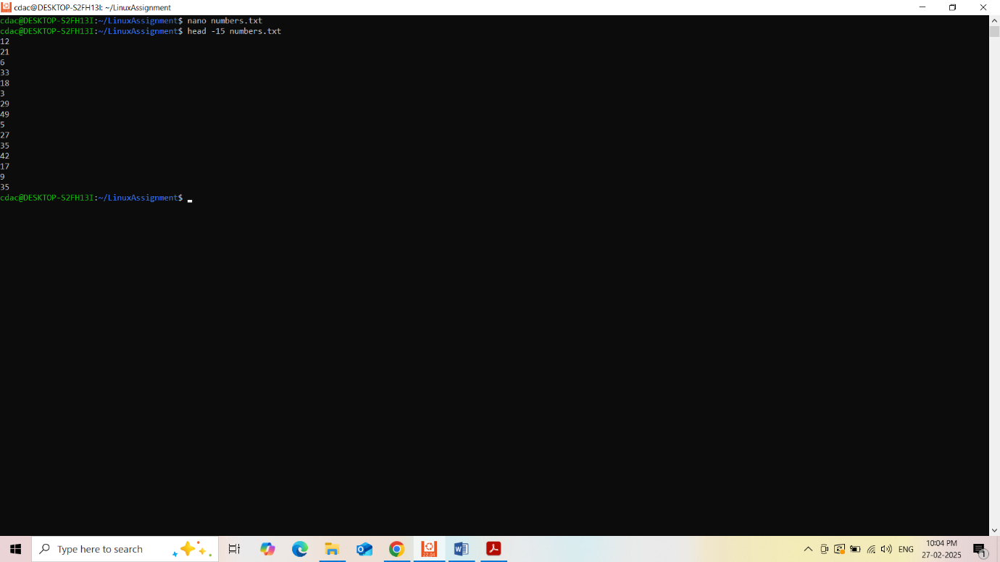 cdac@DESKTOP-S2FH13I: ~/LinuxAssignment
cdac@DESKTOP-S2FH13I:~/LinuxAssignment$ nano numbers.txt
cdac@DESKTOP-S2FH13I:~/LinuxAssignment$ head -15 numbers.txt
12
21
6
33
18
3
29
49
5
27
35
42
17
9
35
cdac@DESKTOP-S2FH13I:~/LinuxAssignment$
Type here to search
22.04
ENG
10:04 PM
27-02-2025
1